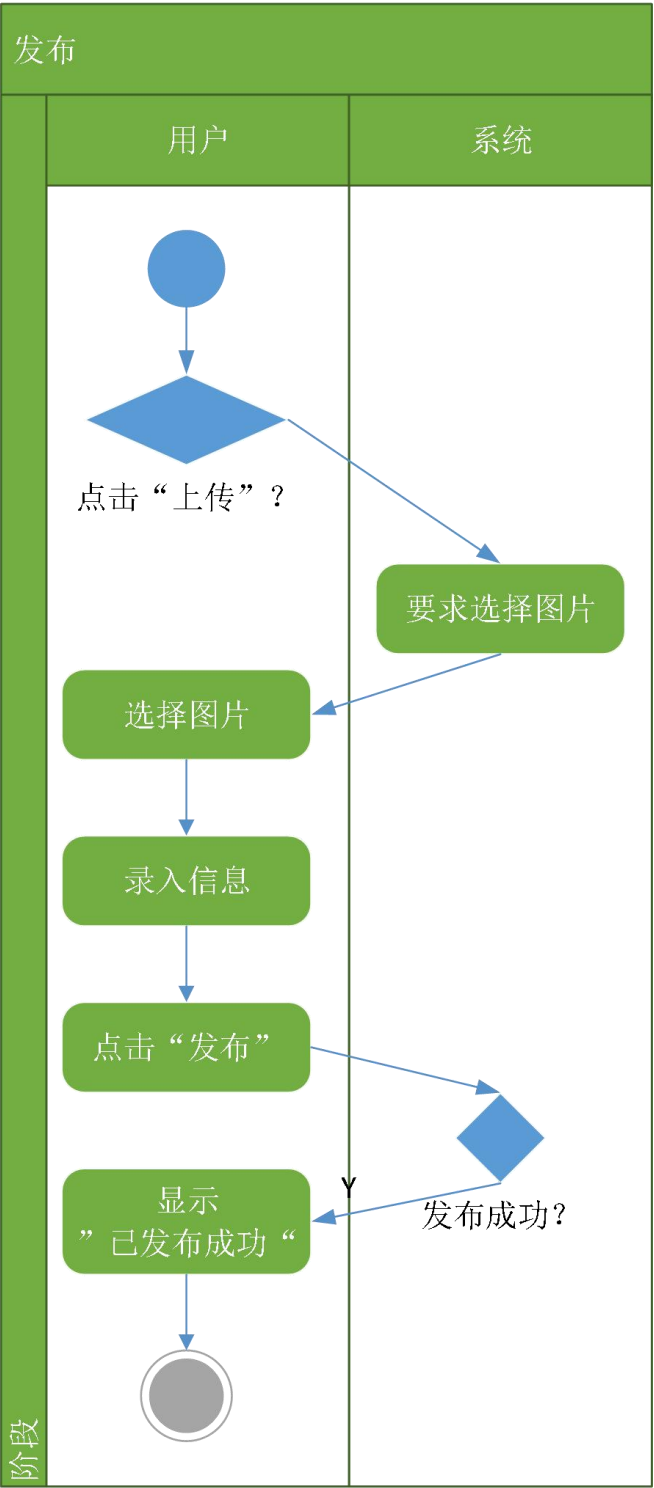 发布
用户
系统
点击“上传”？
要求选择图片
选择图片
录入信息
点击“发布”
Y
发布成功？
显示
”已发布成功“
阶段